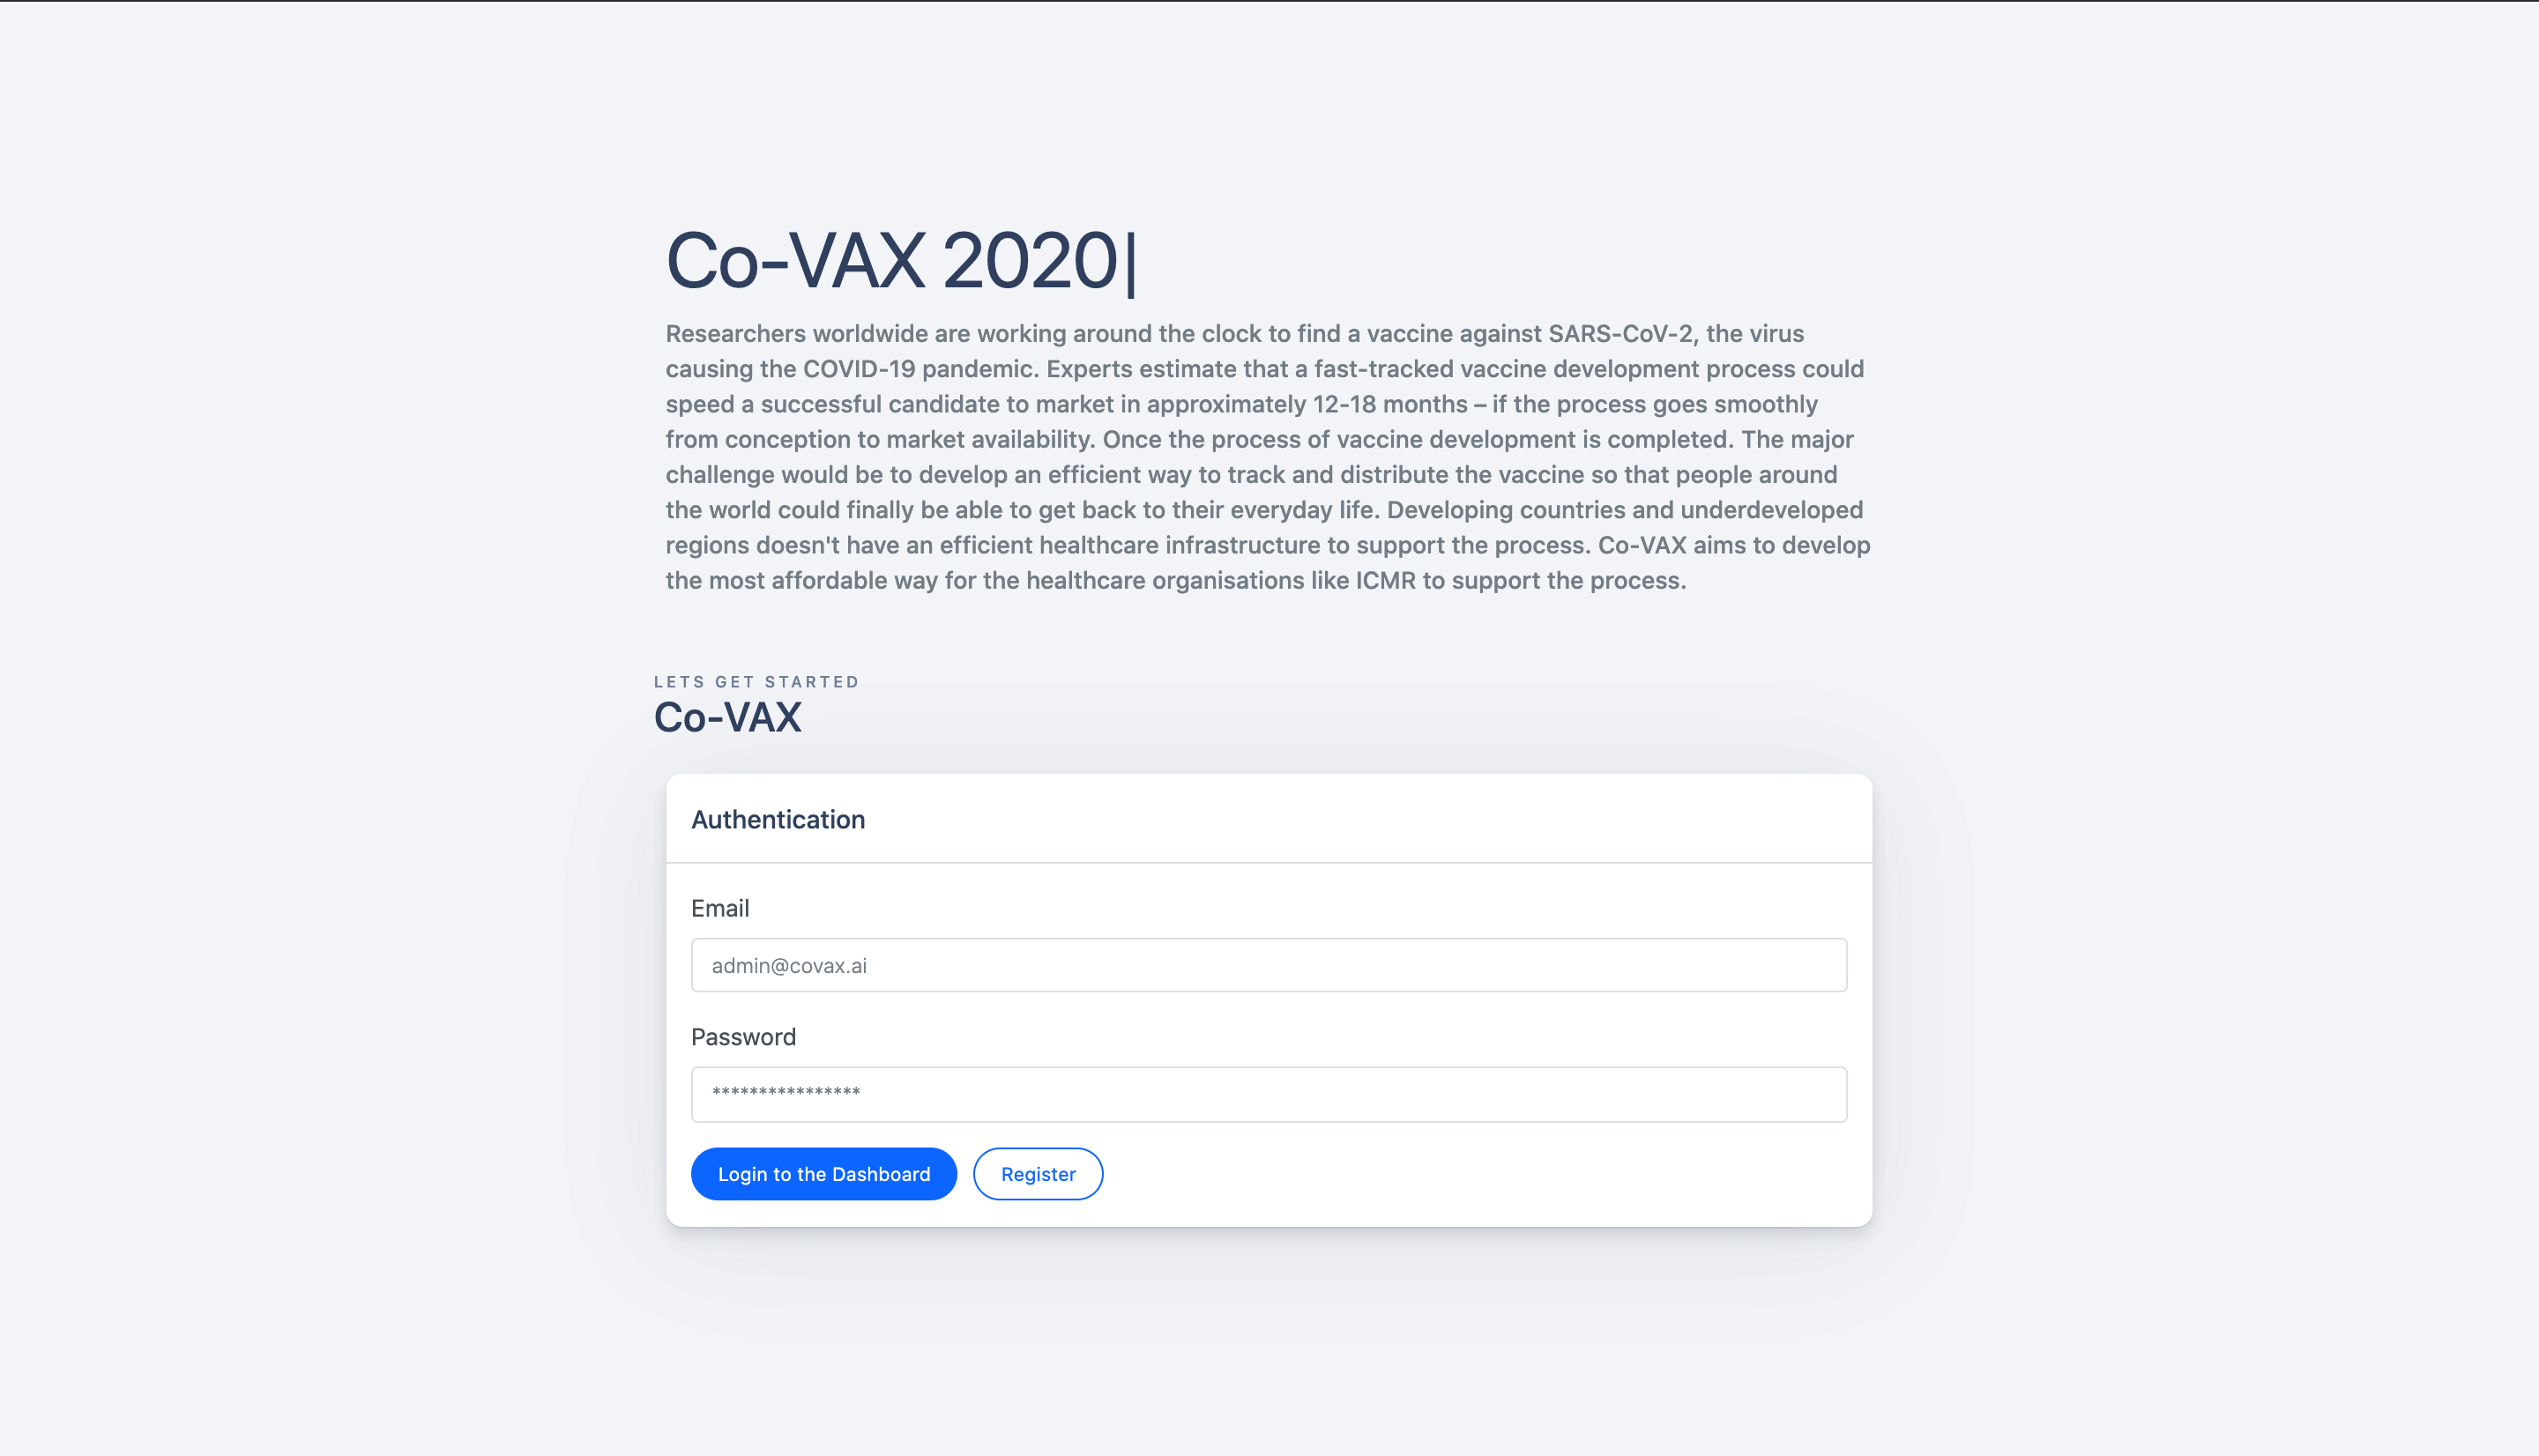 Co-VAX 2020|
Researchers worldwide are working around the clock to find a vaccine against SARS-CoV-2, the virus
causing the COVID-19 pandemic. Experts estimate that a fast-tracked vaccine development process could
speed a successful candidate to market in approximately 12-18 months – if the process goes smoothly
from conception to market availability. Once the process of vaccine development is completed. The major
challenge would be to develop an efficient way to track and distribute the vaccine so that people around
the world could finally be able to get back to their everyday life. Developing countries and underdeveloped
regions doesn't have an efficient healthcare infrastructure to support the process. Co-VAX aims to develop
the most affordable way for the healthcare organisations like ICMR to support the process.
LETS GET STARTED
Co-VAX
Authentication
Email
admin@covax.ai
Password
****************
Login to the Dashboard Register